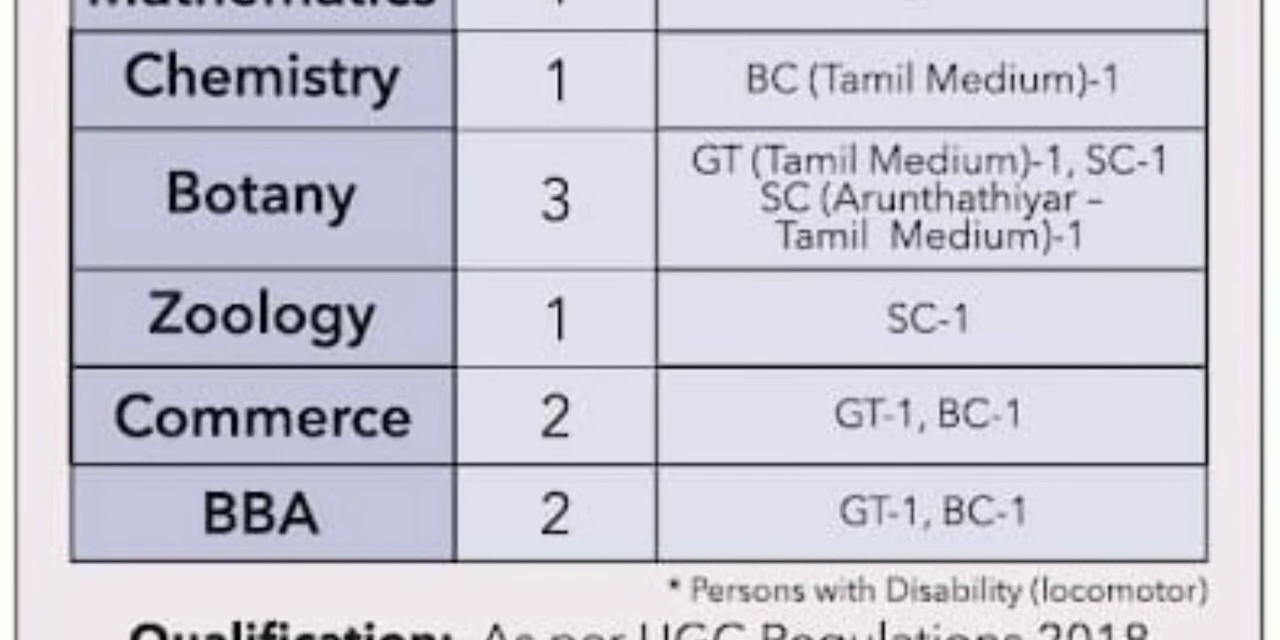 Mathematics
Chemistry 1 BC (Tamil Medium)-1
Botany 3 GT (Tamil Medium)-1, SC-1
SC (Arunthathiyar –
Tamil Medium)-1
Zoology 1 SC-1
Commerce 2 GT-1, BC-1
BBA 2 GT-1, BC-1
* Persons with Disability (locomotor)
Qualification: As per UGC Regulations 2018